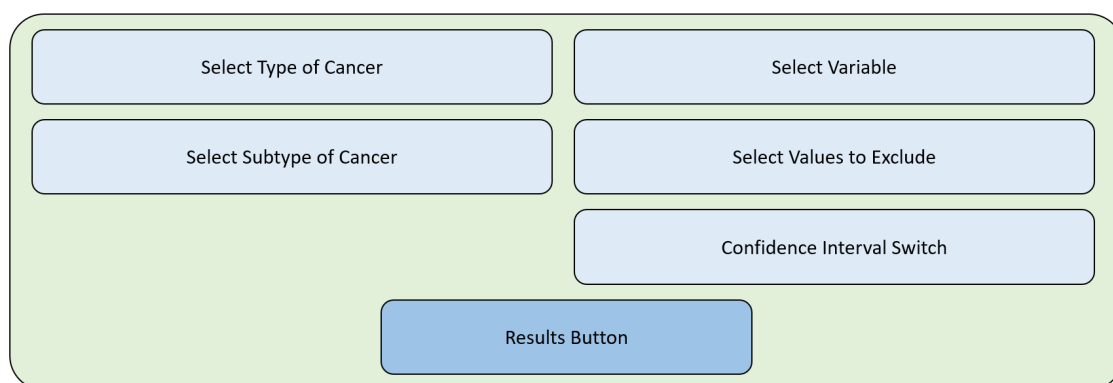 Select Type of Cancer
Select Variable
Select Subtype of Cancer
Select Values to Exclude
Confidence Interval Switch
Results Button